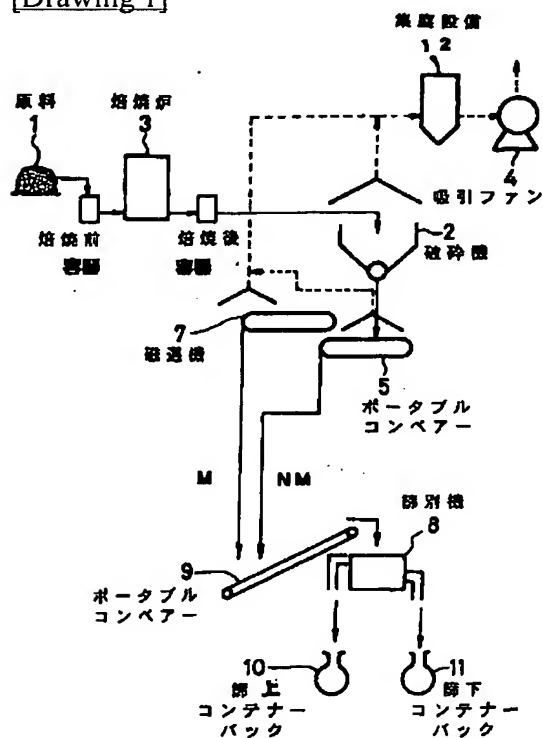 [Drawing 1]
集塵設備
12
原料
1
焙焼炉
3
4
吸引ファン
焙焼前
容器
焙焼後
容器
2
破砕機
7
磁選機
5
ポータブル
コンベアー
M
NM
篩別機
8
9
ポータブル
コンベアー
10
篩上
コンテナー
バック
11
篩下
コンテナー
バック